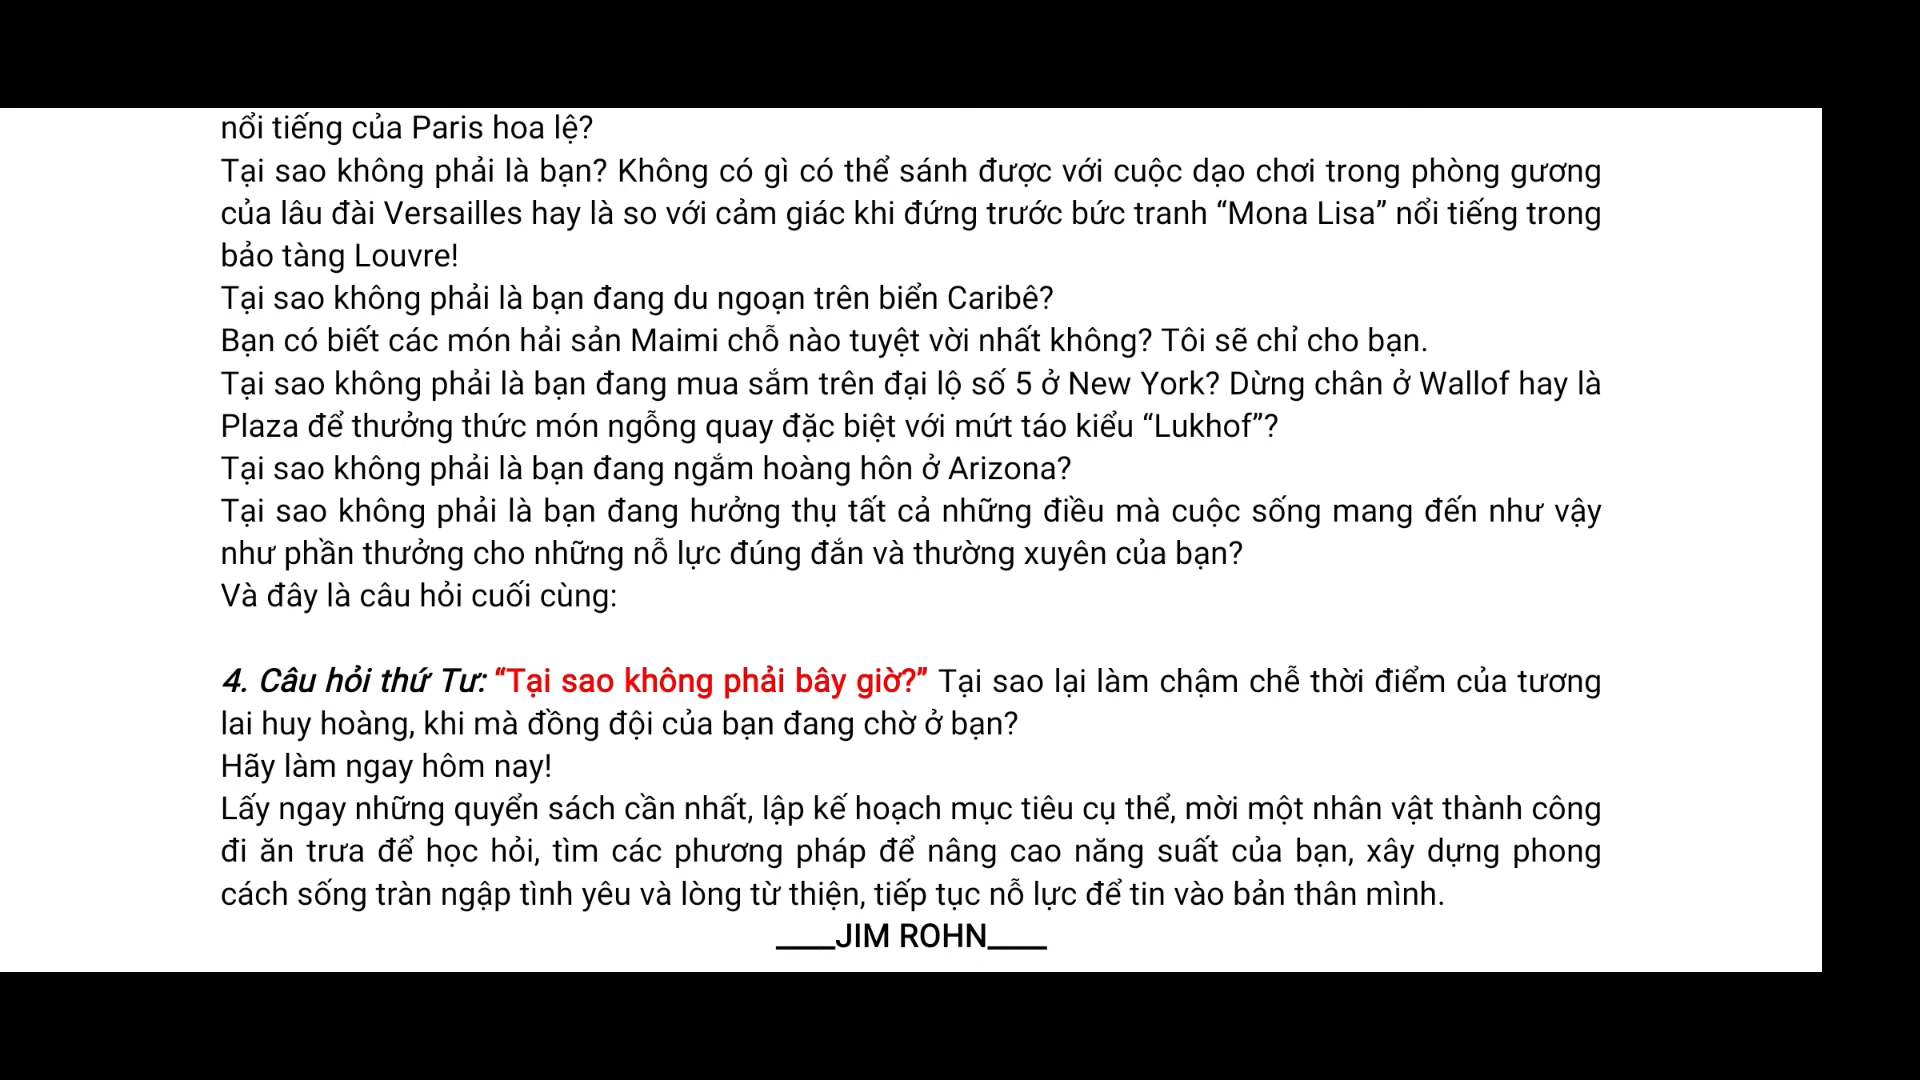 nổi tiếng của Paris hoa lệ?
Tại sao không phải là bạn? Không có gì có thể sánh được với cuộc dạo chơi trong phòng gương
của lâu đài Versailles hay là so với cảm giác khi đứng trước bức tranh “Mona Lisa” nổi tiếng trong
bảo tàng Louvre!
Tại sao không phải là bạn đang du ngoạn trên biển Caribê?
Bạn có biết các món hải sản Maimi chỗ nào tuyệt vời nhất không? Tôi sẽ chỉ cho bạn.
Tại sao không phải là bạn đang mua sắm trên đại lộ số 5 ở New York? Dừng chân ở Wallof hay là
Plaza để thưởng thức món ngỗng quay đặc biệt với mứt táo kiểu “Lukhof”?
Tại sao không phải là bạn đang ngắm hoàng hôn ở Arizona?
Tại sao không phải là bạn đang hưởng thụ tất cả những điều mà cuộc sống mang đến như vậy
như phần thưởng cho những nỗ lực đúng đắn và thường xuyên của bạn?
Và đây là câu hỏi cuối cùng:
4. Câu hỏi thứ Tư: “Tại sao không phải bây giờ?” Tại sao lại làm chậm chễ thời điểm của tương
lai huy hoàng, khi mà đồng đội của bạn đang chờ ở bạn?
Hãy làm ngay hôm nay!
Lấy ngay những quyển sách cần nhất, lập kế hoạch mục tiêu cụ thể, mời một nhân vật thành công
đi ăn trưa để học hỏi, tìm các phương pháp để nâng cao năng suất của bạn, xây dựng phong
cách sống tràn ngập tình yêu và lòng từ thiện, tiếp tục nỗ lực để tin vào bản thân mình.
____JIM ROHN____